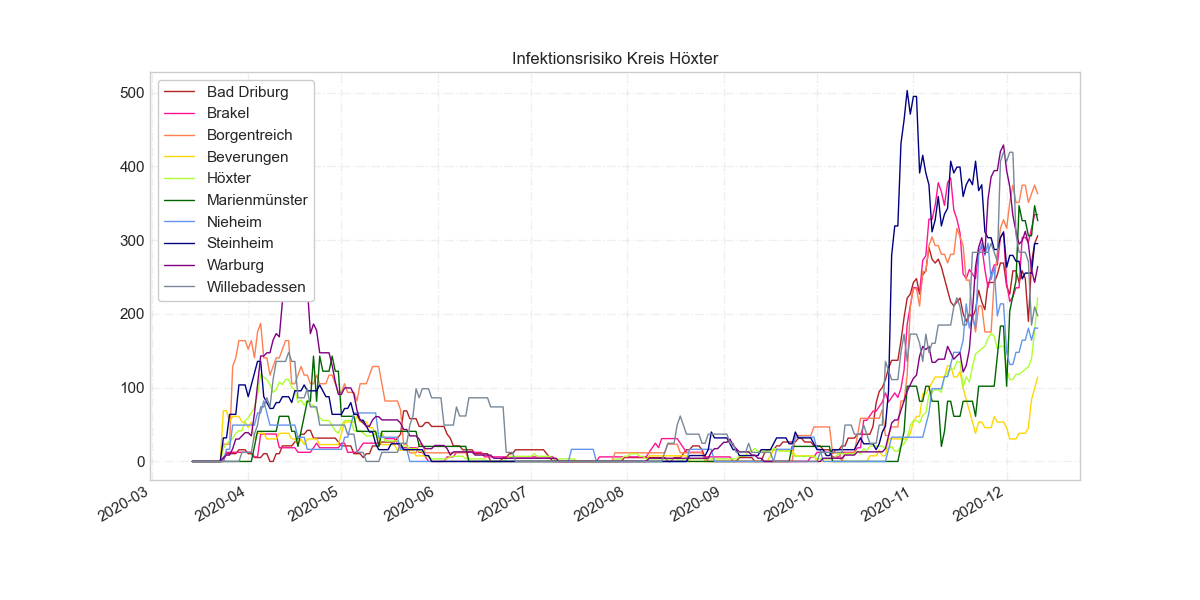 Infektionsrisiko Kreis Höxter
500
400
300
200
100
0
Bad Driburg
Brakel
Borgentreich
Beverungen
Höxter
Marienmünster
Nieheim
Steinheim
Warburg
Willebadessen
2020-03
2020-04
2020-05
2020-06
2020-07
2020-08
2020-09
2020-10
2020-11
2020-12